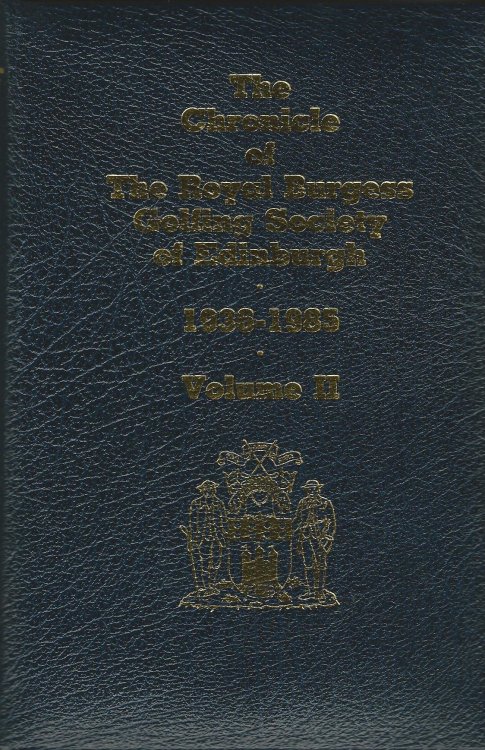 The
Chronicle
of
The Royal Burgess
Golfing Society
of Edinburgh
·
1936-1985
·
Volume II